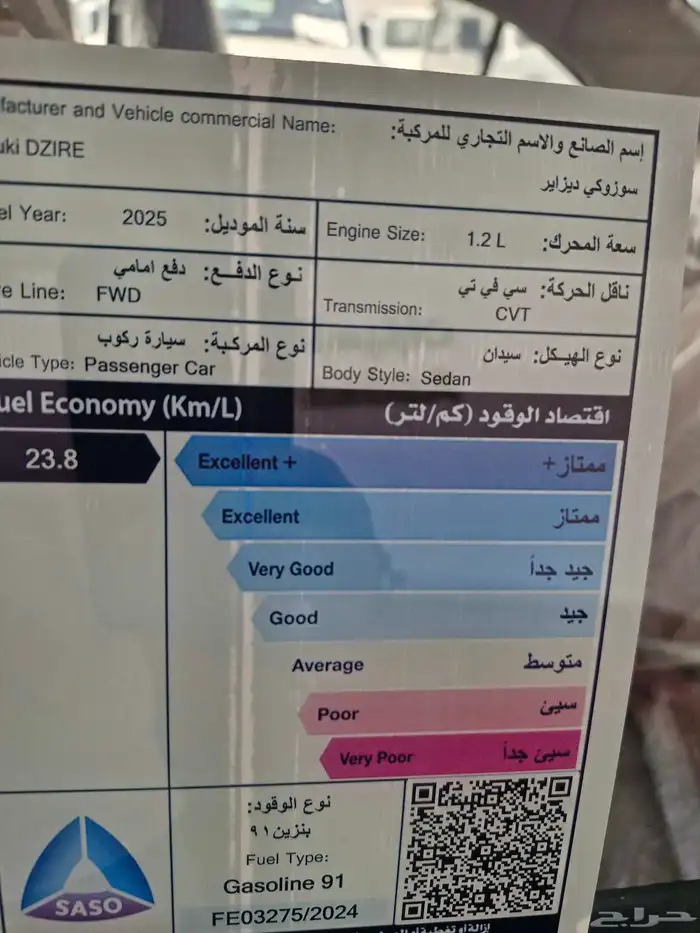 facturer and Vehicle commercial Name:
إسم الصانع والاسم التجاري للمركبة:
uki DZIRE
سوزوكي ديزاير
el Year: 2025 سنة الموديل:
Engine Size: 1.2 L سعة المحرك:
نوع الدفع: دفع امامي
e Line: FWD
ناقل الحركة: سي في تي
Transmission: CVT
نوع المركبة: سيارة ركوب
icle Type: Passenger Car
نوع الهيكل: سيدان
Body Style: Sedan
uel Economy (Km/L)
اقتصاد الوقود (كم/لتر)
23.8
Excellent + ممتاز+
Excellent ممتاز
Very Good جيد جداً
Good جيد
Average متوسط
Poor سيئ
Very Poor سيئ جداً
SASO
نوع الوقود:
بنزين ٩١
Fuel Type:
Gasoline 91
FE03275/2024
إزالة أو تغطية أو
حراج